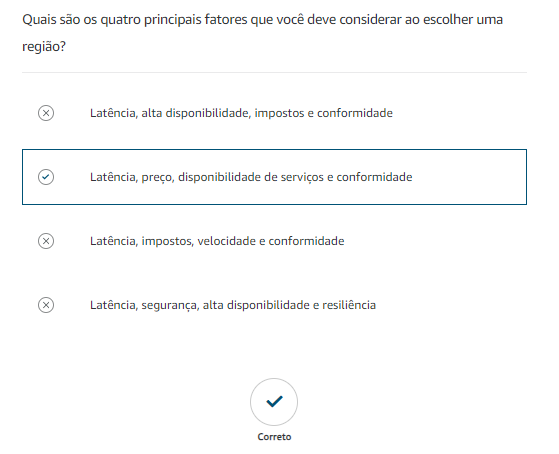 Quais são os quatro principais fatores que você deve considerar ao escolher uma
região?
Latência, alta disponibilidade, impostos e conformidade
Latência, preço, disponibilidade de serviços e conformidade
Latência, impostos, velocidade e conformidade
Latência, segurança, alta disponibilidade e resiliência
Correto